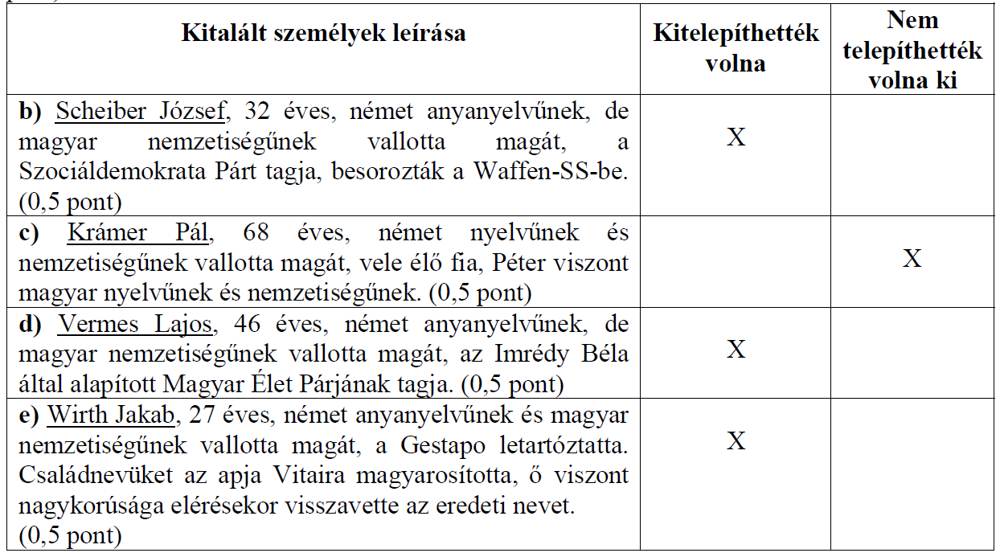 Kitalált személyek leírása
Kitelepíthették
volna
Nem
telepíthették
volna ki
b) Scheiber József, 32 éves, német anyanyelvűnek, de
magyar nemzetiségűnek vallotta magát, a
Szociáldemokrata Párt tagja, besorozták a Waffen-SS-be.
(0,5 pont)
X
c) Krámer Pál, 68 éves, német nyelvűnek és
nemzetiségűnek vallotta magát, vele élő fia, Péter viszont
magyar nyelvűnek és nemzetiségűnek. (0,5 pont)
X
d) Vermes Lajos, 46 éves, német anyanyelvűnek, de
magyar nemzetiségűnek vallotta magát, az Imrédy Béla
által alapított Magyar Élet Párjának tagja. (0,5 pont)
X
e) Wirth Jakab, 27 éves, német anyanyelvűnek és magyar
nemzetiségűnek vallotta magát, a Gestapo letartóztatta.
Családnevüket az apja Vitaira magyarosította, ő viszont
nagykorúsága elérésekor visszavette az eredeti nevet.
(0,5 pont)
X